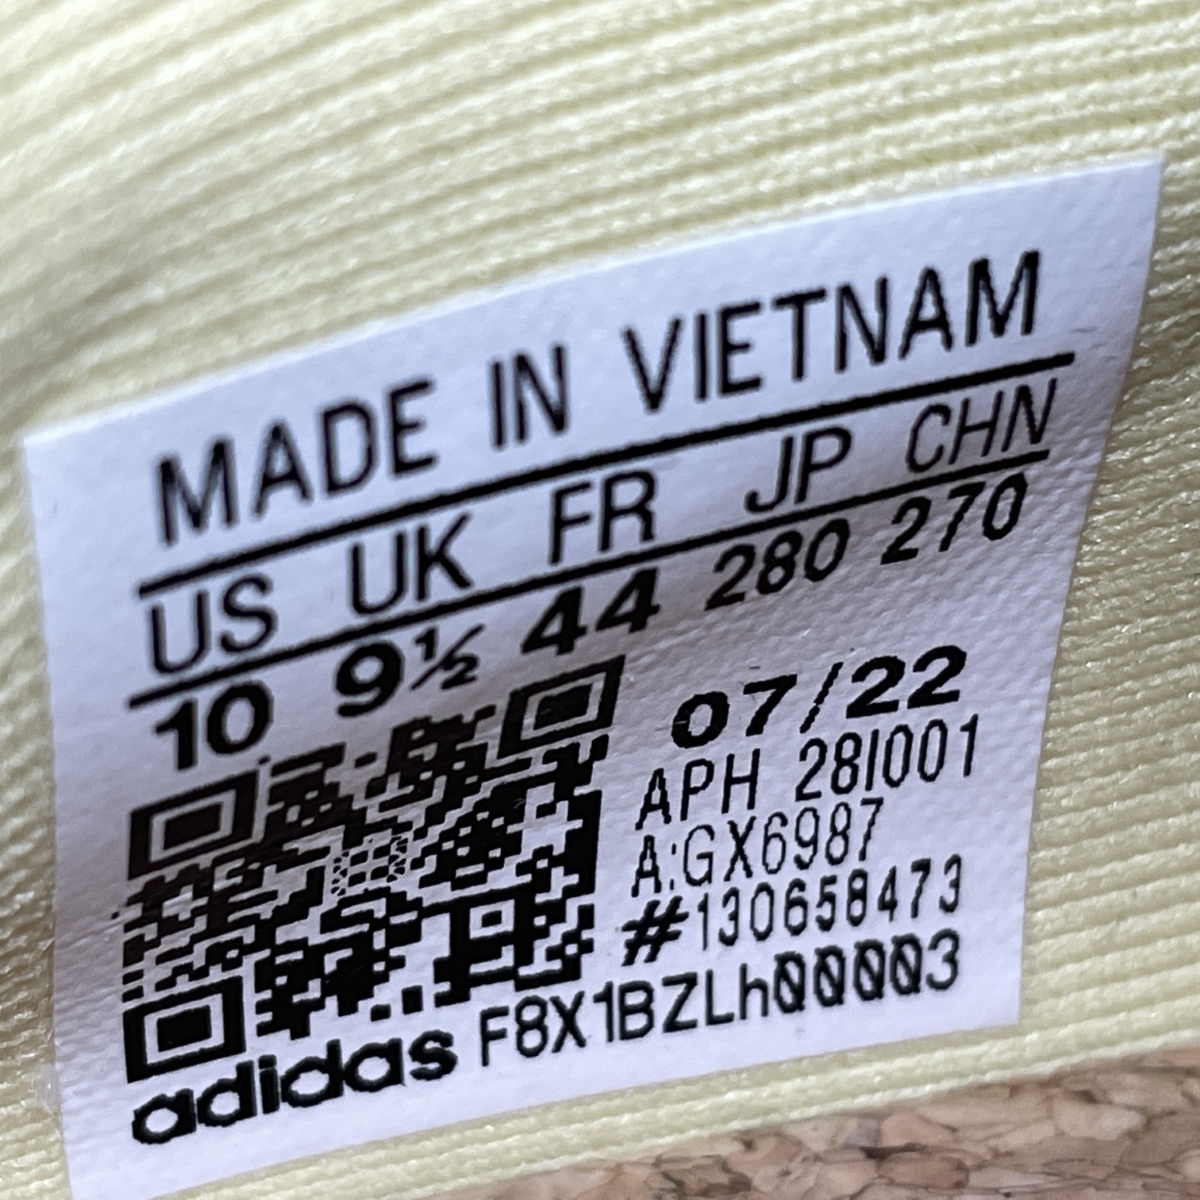 MADE IN VIETNAM
US UK FR JP CHN
10 9½ 44 280 270
07/22
APH 28I001
A:GX6987
#130658473
adidas F8X1BZLh00003